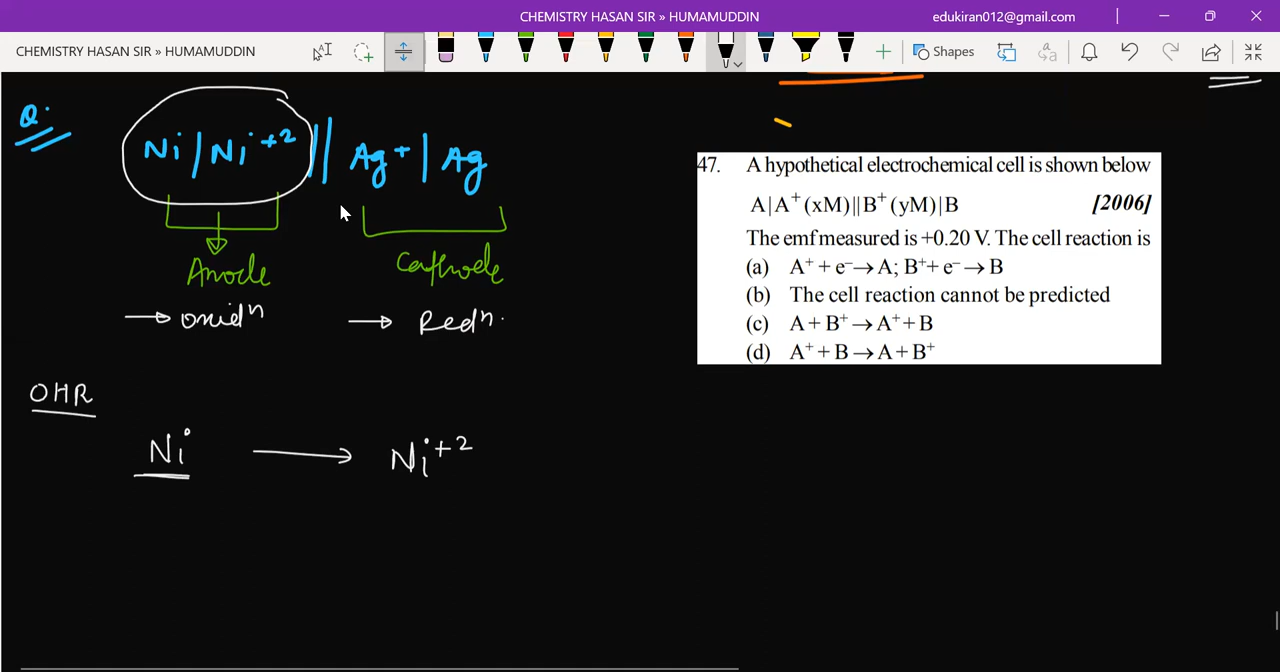 CHEMISTRY HASAN SIR » HUMAMUDDIN
edukiran012@gmail.com
CHEMISTRY HASAN SIR » HUMAMUDDIN
Shapes
Q.
Ni | Ni+2 || Ag+ | Ag
Anode
Cathode
→ Oxidn
→ Redn.
OHR
Ni → Ni+2
47. A hypothetical electrochemical cell is shown below
A|A⁺(xM)||B⁺(yM)|B [2006]
The emf measured is +0.20 V. The cell reaction is
(a) A⁺ + e⁻ → A; B⁺ + e⁻ → B
(b) The cell reaction cannot be predicted
(c) A + B⁺ → A⁺ + B
(d) A⁺ + B → A + B⁺